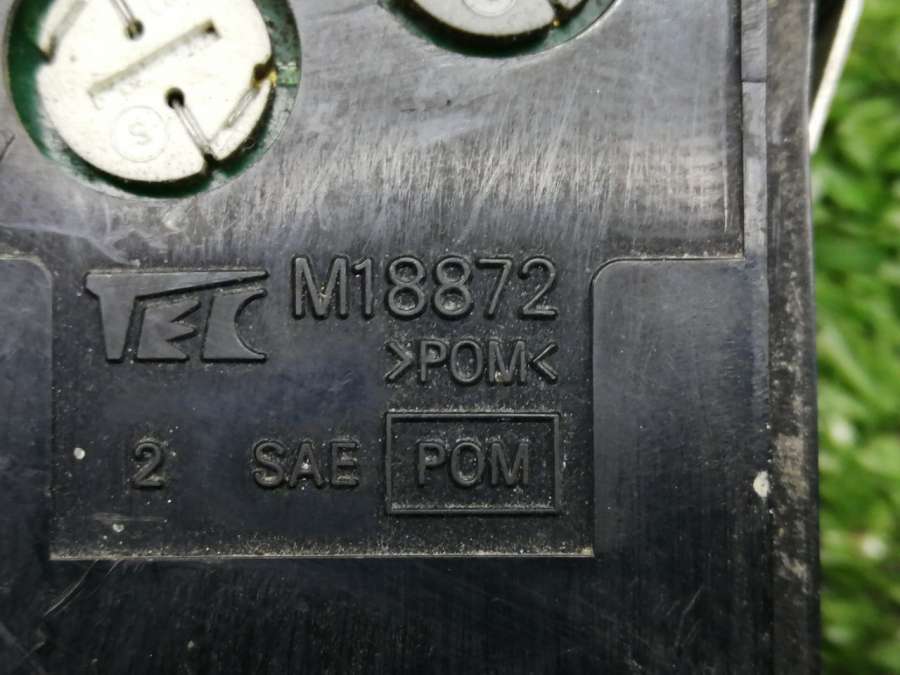 S
TEC M18872
>POM<
2 SAE POM